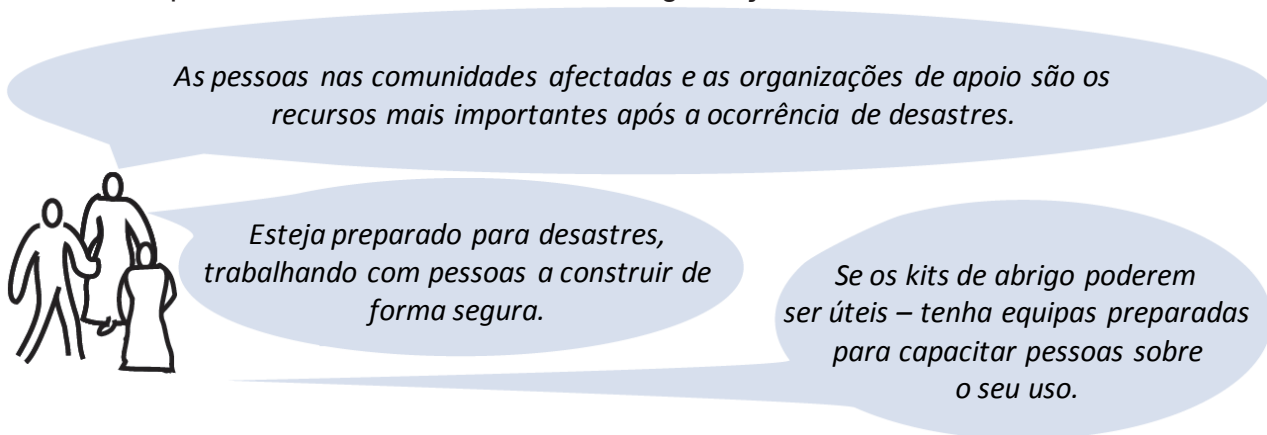 As pessoas nas comunidades afectadas e as organizações de apoio são os
recursos mais importantes após a ocorrência de desastres.
Esteja preparado para desastres,
trabalhando com pessoas a construir de
forma segura.
Se os kits de abrigo poderem
ser úteis – tenha equipas preparadas
para capacitar pessoas sobre
o seu uso.